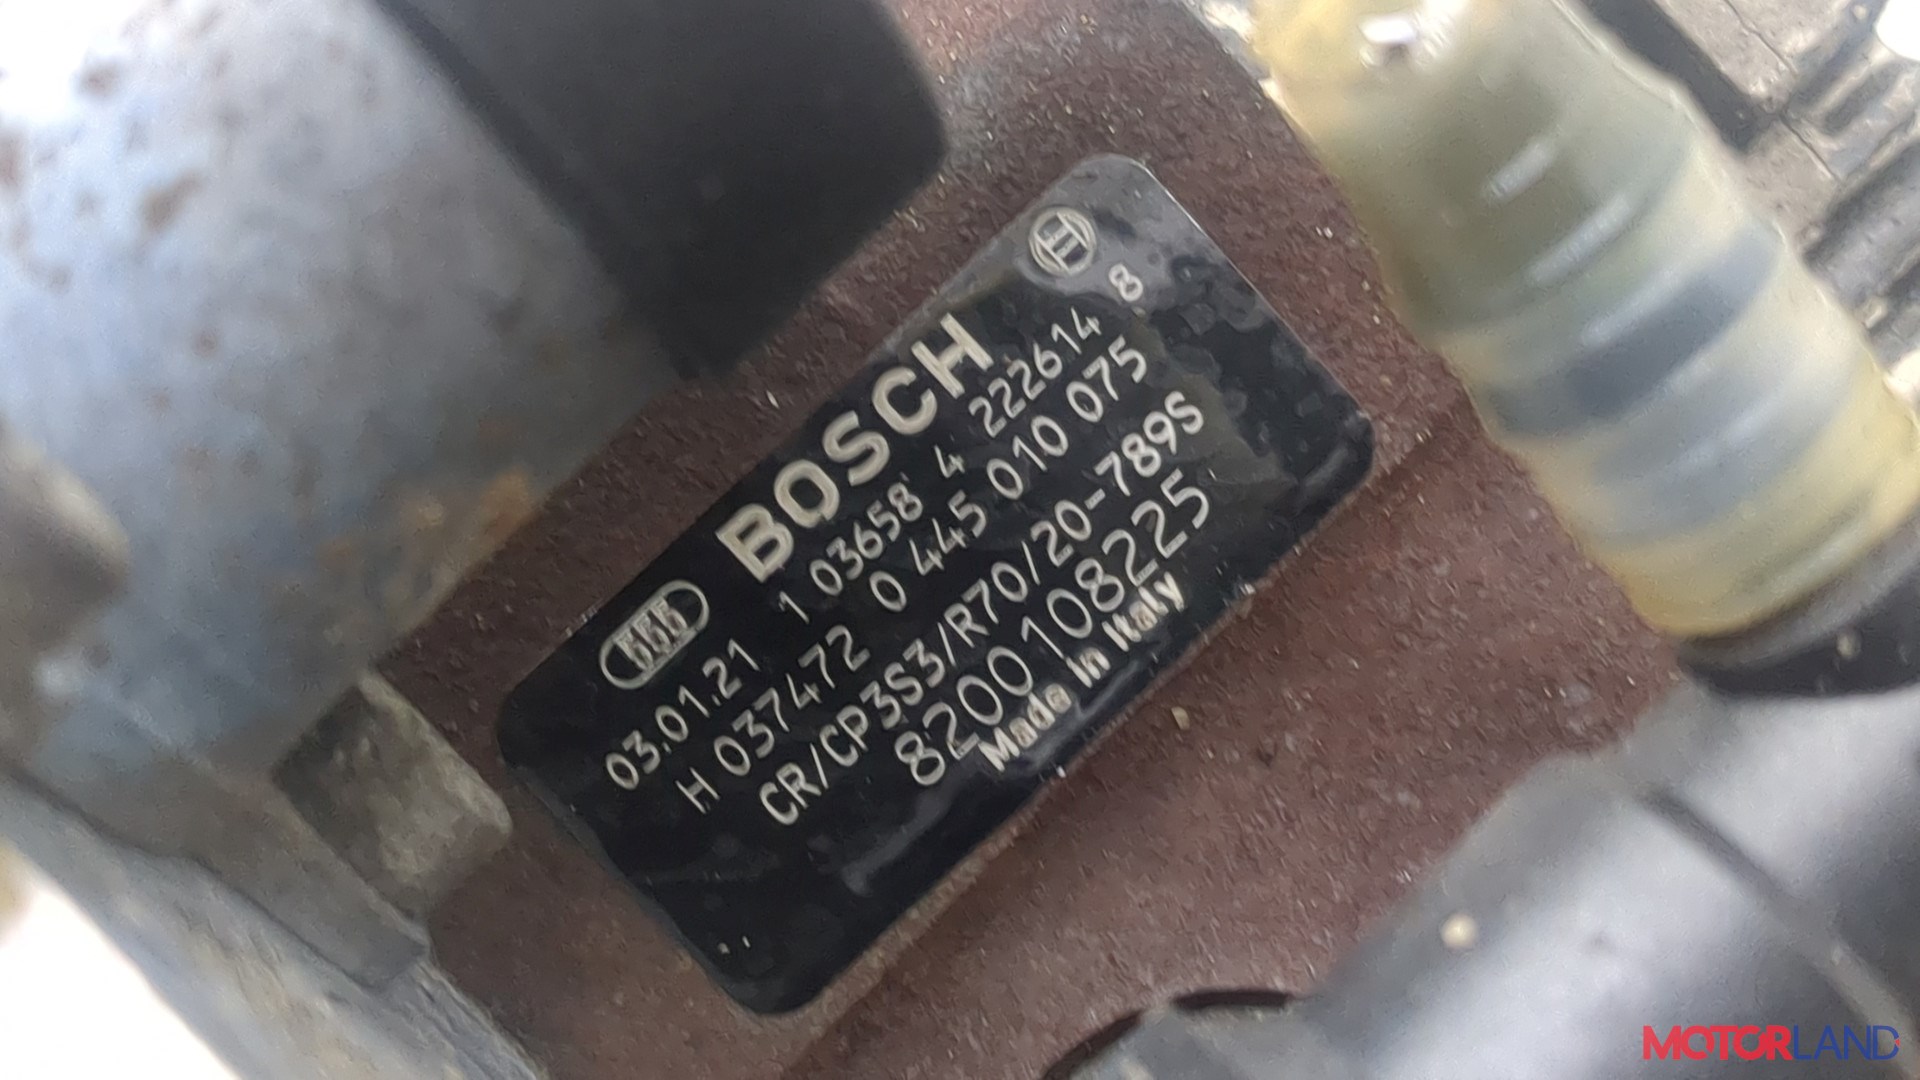 BOSCH
03.01.21 1 03658 4 222614 8
H 037472 0 445 010 075
CR/CP3S3/R70/20-789S
8200108225
Made in Italy
MOTORLAND